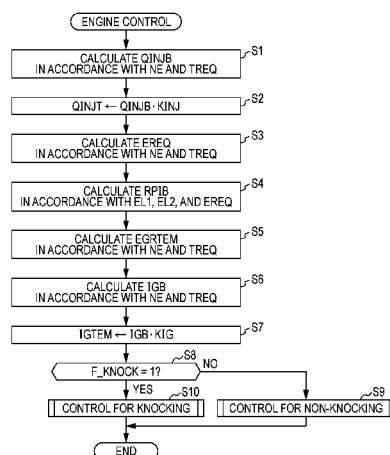 ENGINE CONTROL
S1
CALCULATE QINJB
IN ACCORDANCE WITH NE AND TREQ
S2
QINJT ← QINJB · KINJ
S3
CALCULATE EREQ
IN ACCORDANCE WITH NE AND TREQ
S4
CALCULATE RPIB
IN ACCORDANCE WITH EL1, EL2, AND EREQ
S5
CALCULATE EGRTEM
IN ACCORDANCE WITH NE AND TREQ
S6
CALCULATE IGB
IN ACCORDANCE WITH NE AND TREQ
S7
IGTEM ← IGB · KIG
S8
F_KNOCK = 1?
NO
YES
S10
S9
CONTROL FOR KNOCKING
CONTROL FOR NON-KNOCKING
END